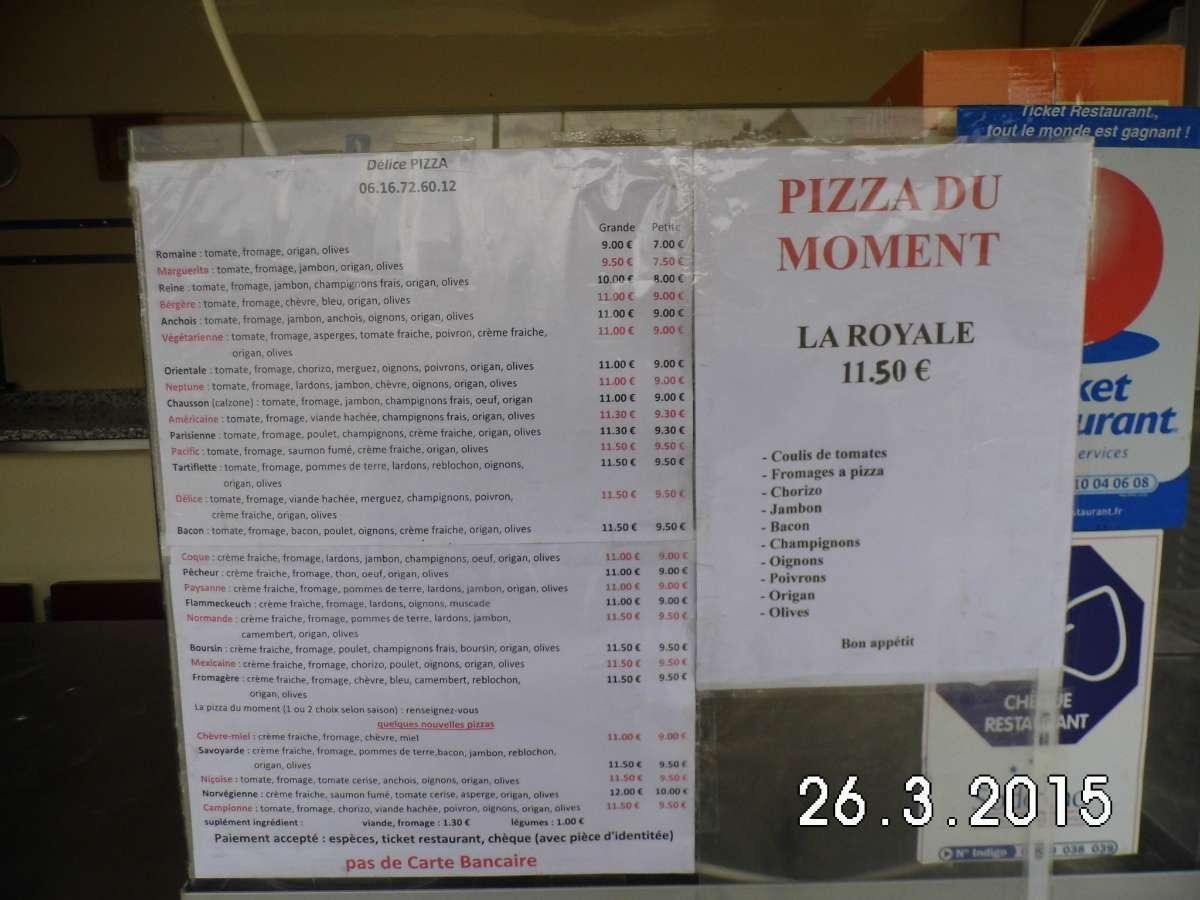 Délice PIZZA
06.16.72.60.12
Grande Petite
Romaine : tomate, fromage, origan, olives 9.00 € 7.00 €
Marguerita : tomate, fromage, jambon, origan, olives 9.50 € 7.50 €
Reine : tomate, fromage, jambon, champignons frais, origan, olives 10.00 € 8.00 €
Bérgère : tomate, fromage, chèvre, bleu, origan, olives 11.00 € 9.00 €
Anchois : tomate, fromage, jambon, anchois, oignons, origan, olives 11.00 € 9.00 €
Végétarienne : tomate, fromage, asperges, tomate fraiche, poivron, crème fraiche, 11.00 € 9.00 €
origan, olives
Orientale : tomate, fromage, chorizo, merguez, oignons, poivrons, origan, olives 11.00 € 9.00 €
Neptune : tomate, fromage, lardons, jambon, chèvre, oignons, origan, olives 11.00 € 9.00 €
Chausson (calzone) : tomate, fromage, jambon, champignons frais, oeuf, origan 11.00 € 9.00 €
Américaine : tomate, fromage, viande hachée, champignons frais, origan, olives 11.30 € 9.30 €
Parisienne : tomate, fromage, poulet, champignons, crème fraiche, origan, olives 11.30 € 9.30 €
Pacific : tomate, fromage, saumon fumé, crème fraiche, origan, olives 11.50 € 9.50 €
Tartiflette : tomate, fromage, pommes de terre, lardons, reblochon, oignons, 11.50 € 9.50 €
origan, olives
Délice : tomate, fromage, viande hachée, merguez, champignons, poivron, 11.50 € 9.50 €
crème fraiche, origan, olives
Bacon : tomate, fromage, bacon, poulet, oignons, crème fraiche, origan, olives 11.50 € 9.50 €
Coque : crème fraiche, fromage, lardons, jambon, champignons, oeuf, origan, olives 11.00 € 9.00 €
Pêcheur : crème fraiche, fromage, thon, oeuf, origan, olives 11.00 € 9.00 €
Paysanne : crème fraiche, fromage, pommes de terre, lardons, jambon, origan, olives 11.00 € 9.00 €
Flammeckeuch : crème fraiche, fromage, lardons, oignons, muscade 11.00 € 9.00 €
Normande : crème fraiche, fromage, pommes de terre, lardons, jambon, 11.50 € 9.50 €
camembert, origan, olives
Boursin : crème fraiche, fromage, poulet, champignons frais, boursin, origan, olives 11.50 € 9.50 €
Mexicaine : crème fraiche, fromage, chorizo, poulet, oignons, origan, olives 11.50 € 9.50 €
Fromagère : crème fraiche, fromage, chèvre, bleu, camembert, reblochon, 11.50 € 9.50 €
origan, olives
La pizza du moment (1 ou 2 choix selon saison) : renseignez-vous
quelques nouvelles pizzas
Chèvre-miel : crème fraiche, fromage, chèvre, miel 11.00 € 9.00 €
Savoyarde : crème fraiche, fromage, pommes de terre,bacon, jambon, reblochon,
origan, olives 11.50 € 9.50 €
Niçoise : tomate, fromage, tomate cerise, anchois, oignons, origan, olives 11.50 € 9.50 €
Norvégienne : crème fraiche, saumon fumé, tomate cerise, asperge, origan, olives 12.00 € 10.00 €
Campionne : tomate, fromage, chorizo, viande hachée, poivron, oignons, origan, olives 11.50 € 9.50 €
suplément ingrédient : viande, fromage : 1.30 € légumes : 1.00 €
Paiement accepté : espèces, ticket restaurant, chèque (avec pièce d'identitée)
pas de Carte Bancaire
PIZZA DU
MOMENT
LA ROYALE
11.50 €
- Coulis de tomates
- Fromages a pizza
- Chorizo
- Jambon
- Bacon
- Champignons
- Oignons
- Poivrons
- Origan
- Olives
Bon appétit
Ticket Restaurant,
tout le monde est gagnant !
ket
urant
ervices
10 04 06 08
staurant.fr
CHÈQUE
RESTAURANT
N° Indigo 038 039
26.3.2015